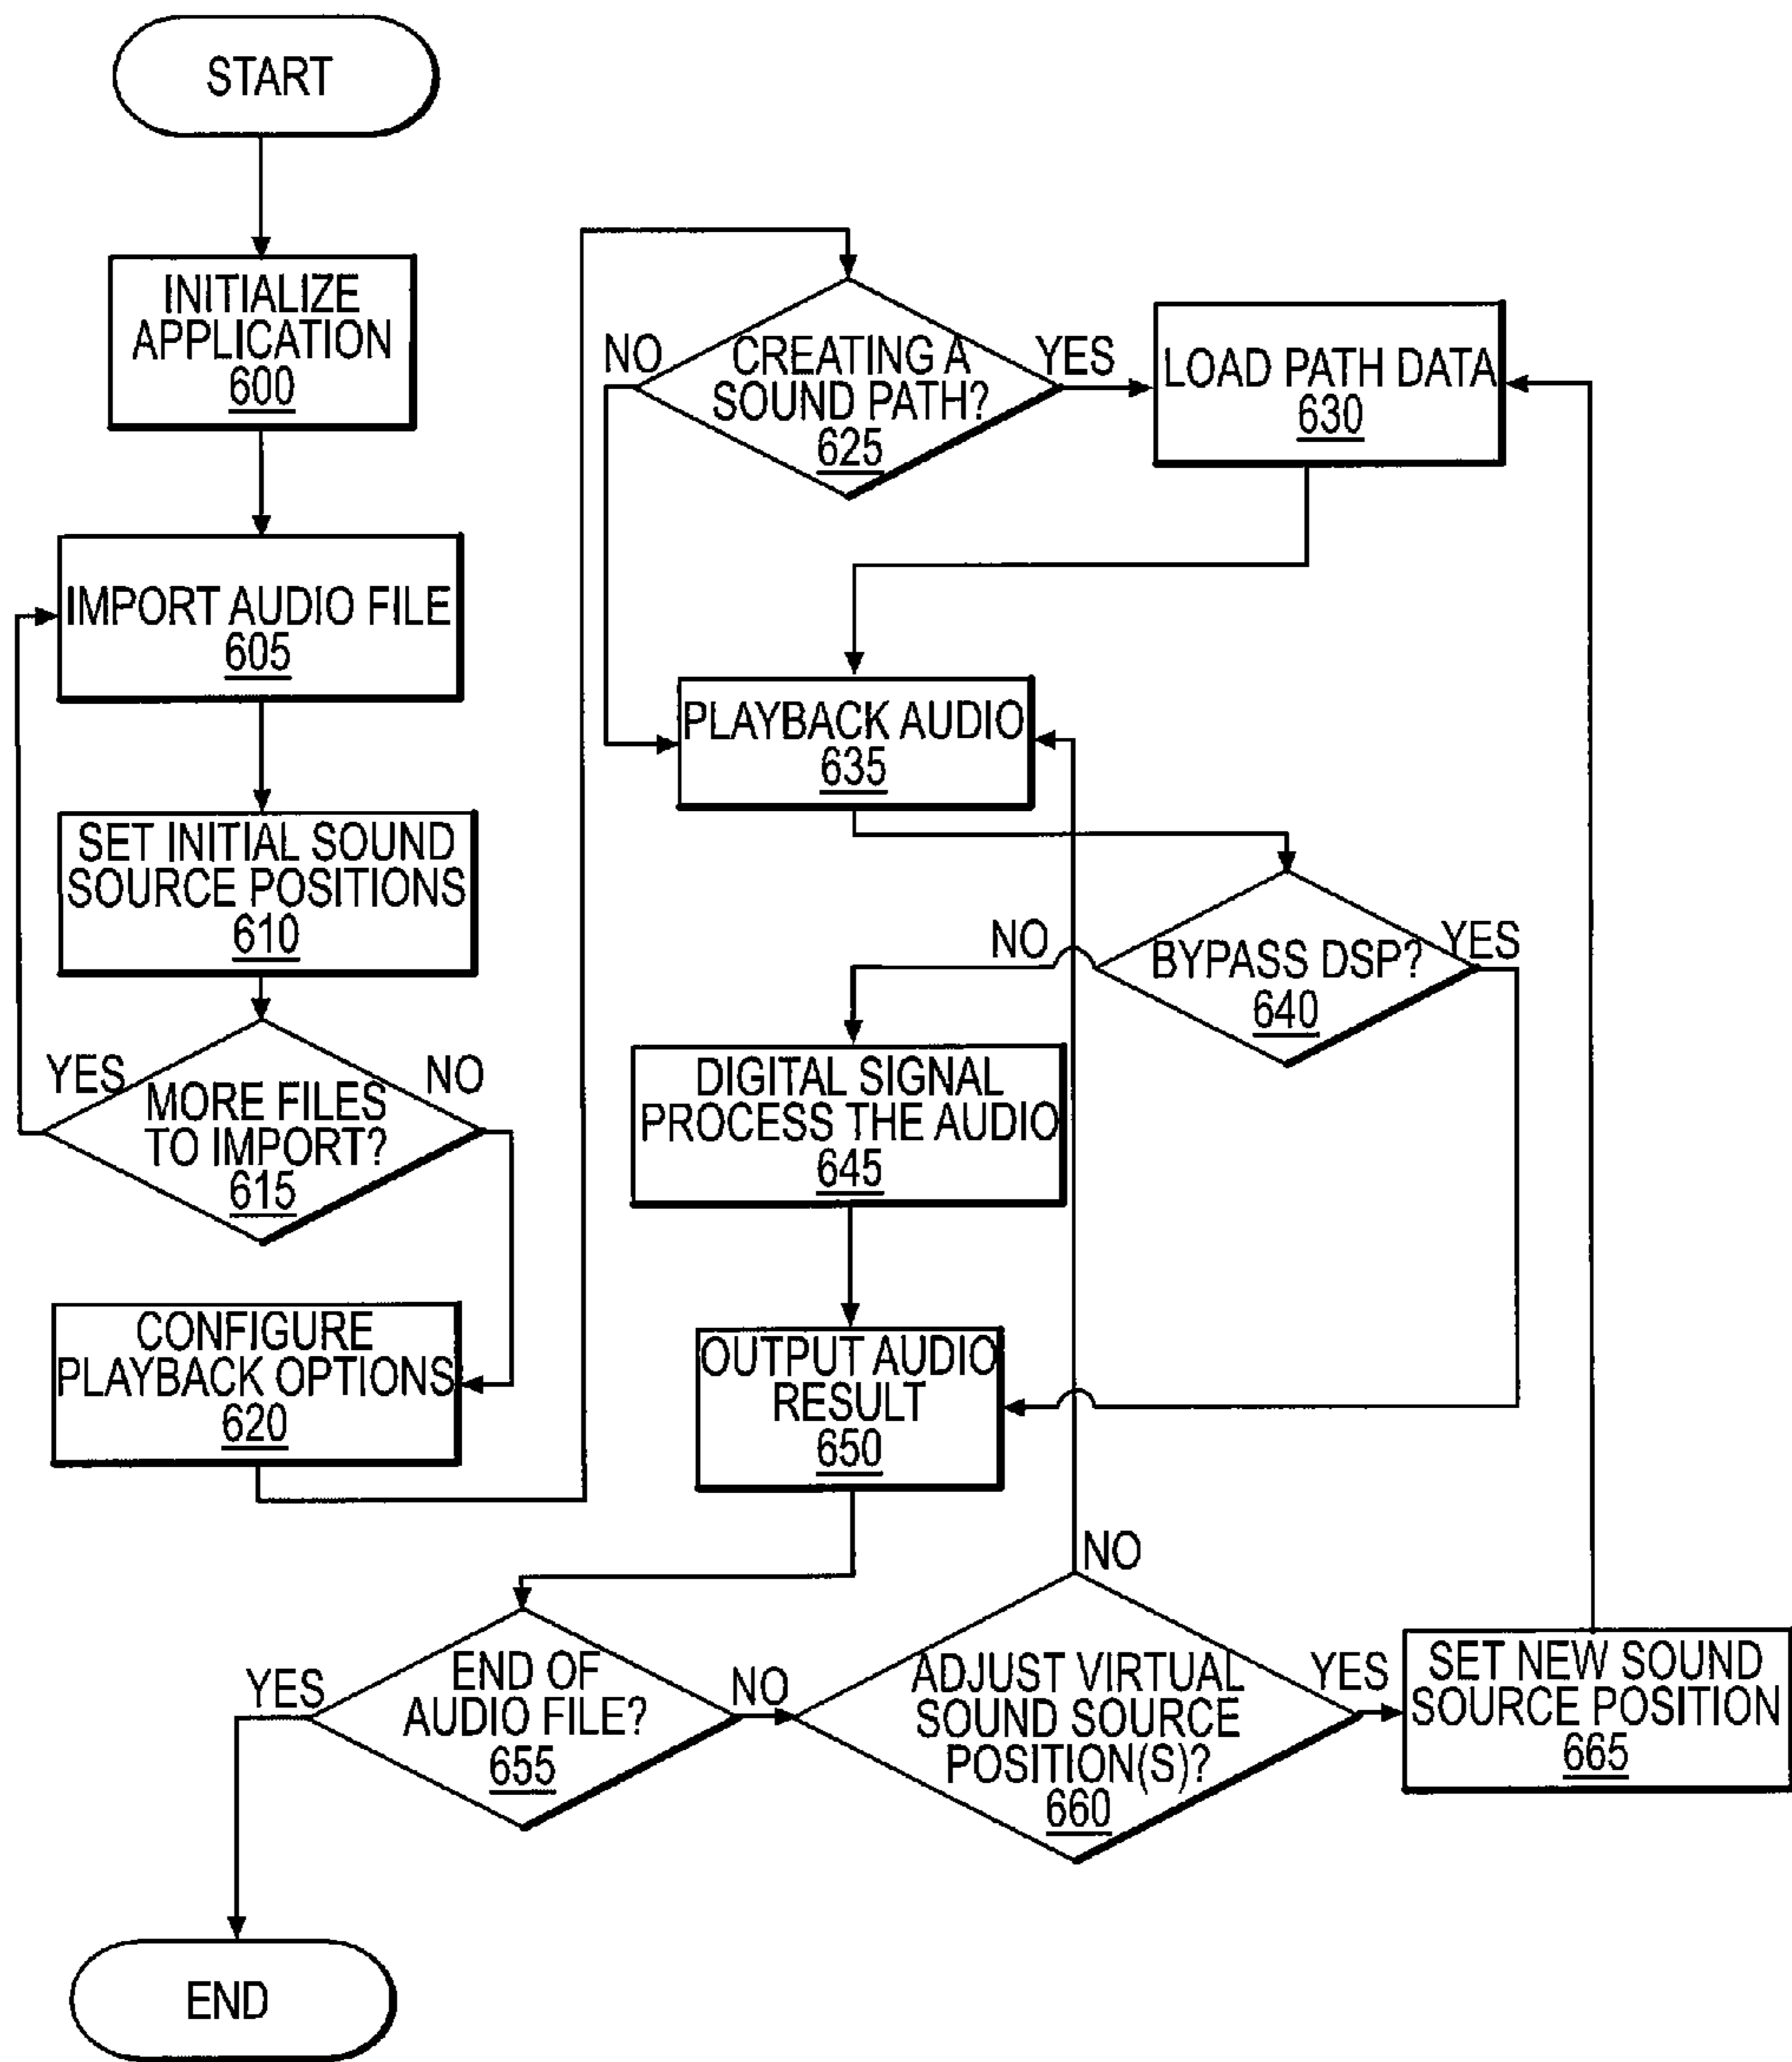 START
INITIALIZE
APPLICATION
600
IMPORT AUDIO FILE
605
SET INITIAL SOUND
SOURCE POSITIONS
610
YES
NO
MORE FILES
TO IMPORT?
615
CONFIGURE
PLAYBACK OPTIONS
620
NO
YES
CREATING A
SOUND PATH?
625
LOAD PATH DATA
630
PLAYBACK AUDIO
635
NO
YES
BYPASS DSP?
640
DIGITAL SIGNAL
PROCESS THE AUDIO
645
OUTPUT AUDIO
RESULT
650
YES
NO
END OF
AUDIO FILE?
655
NO
YES
ADJUST VIRTUAL
SOUND SOURCE
POSITION(S)?
660
SET NEW SOUND
SOURCE POSITION
665
END